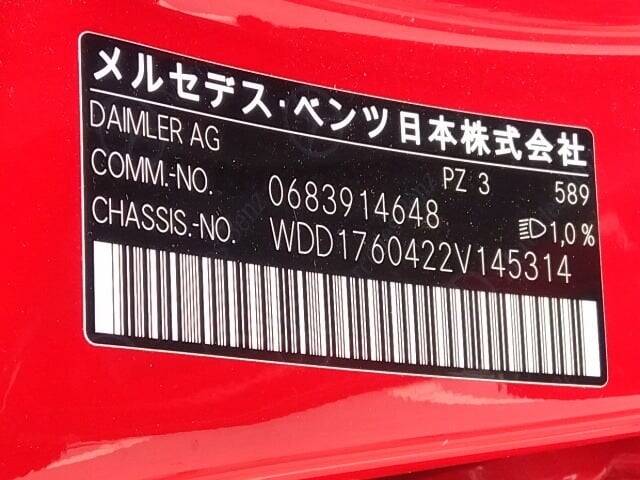 メルセデス・ベンツ日本株式会社
DAIMLER AG
PZ 3 589
COMM.-NO. 0683914648
1,0 %
CHASSIS.-NO. WDD1760422V145314